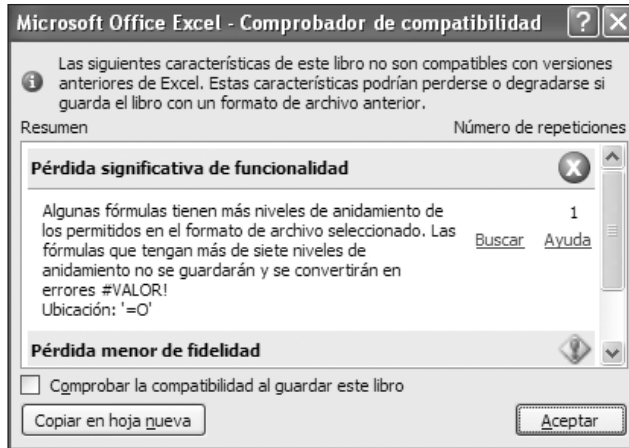 Microsoft Office Excel - Comprobador de compatibilidad
Las siguientes características de este libro no son compatibles con versiones
anteriores de Excel. Estas características podrían perderse o degradarse si
guarda el libro con un formato de archivo anterior.
Resumen Número de repeticiones
Pérdida significativa de funcionalidad
Algunas fórmulas tienen más niveles de anidamiento de 1
los permitidos en el formato de archivo seleccionado. Las
fórmulas que tengan más de siete niveles de Buscar Ayuda
anidamiento no se guardarán y se convertirán en
errores #VALOR!
Ubicación: '=O'
Pérdida menor de fidelidad
Comprobar la compatibilidad al guardar este libro
Copiar en hoja nueva Aceptar